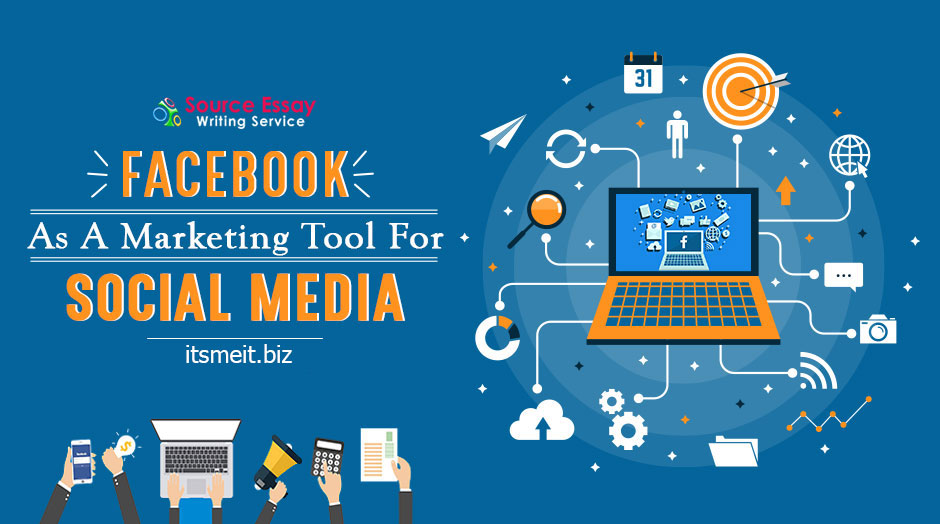 Source Essay
Writing Service
FACEBOOK
As A Marketing Tool For
SOCIAL MEDIA
itsmeit.biz
31
f